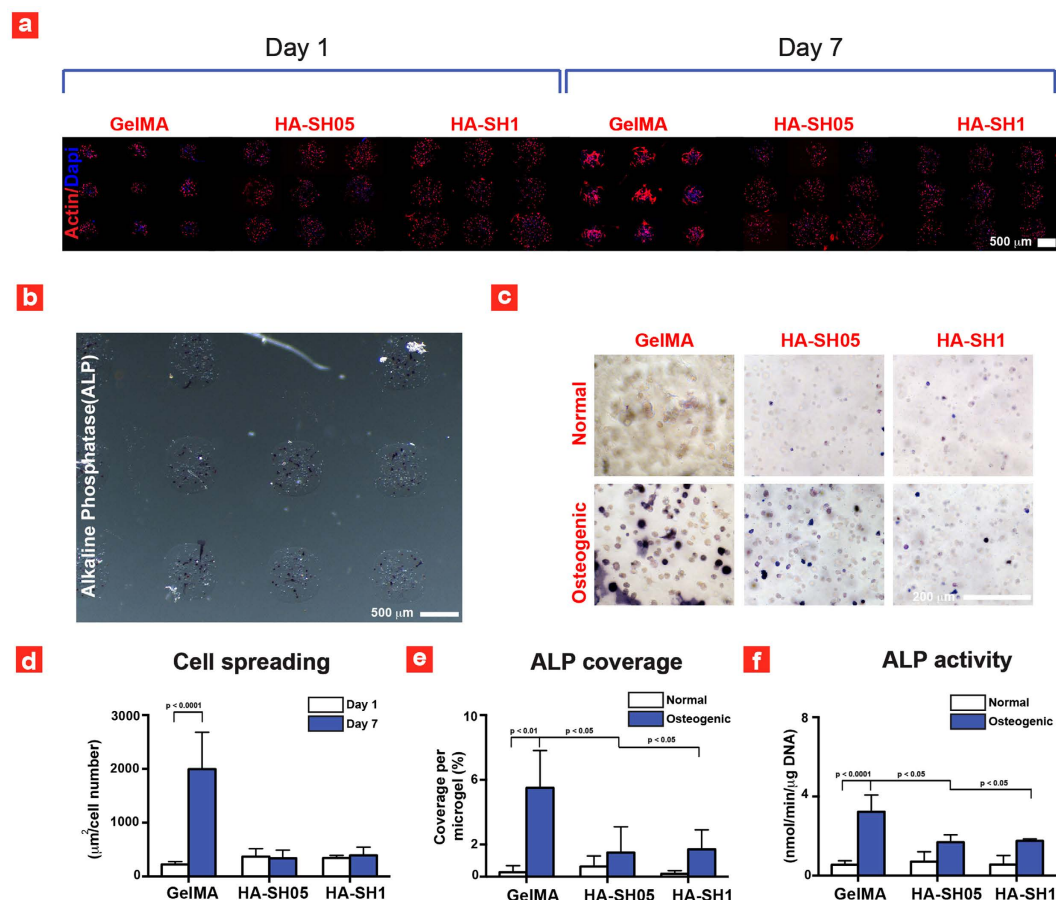 a
Day 1
Day 7
GelMA
HA-SH05
HA-SH1
GelMA
HA-SH05
HA-SH1
Actin/Dapi
500 μm
b
Alkaline Phosphatase(ALP)
500 μm
c
GelMA
HA-SH05
HA-SH1
Normal
Osteogenic
200 μm
d
Cell spreading
Day 1
Day 7
p < 0.0001
(μm²/cell number)
3000
2000
1000
0
GelMA
HA-SH05
HA-SH1
e
ALP coverage
Normal
Osteogenic
p < 0.01
p < 0.05
p < 0.05
Coverage per
microgel (%)
10
6
2
0
GelMA
HA-SH05
HA-SH1
f
ALP activity
Normal
Osteogenic
p < 0.0001
p < 0.05
p < 0.05
(nmol/min/μg DNA)
8
4
0
GelMA
HA-SH05
HA-SH1